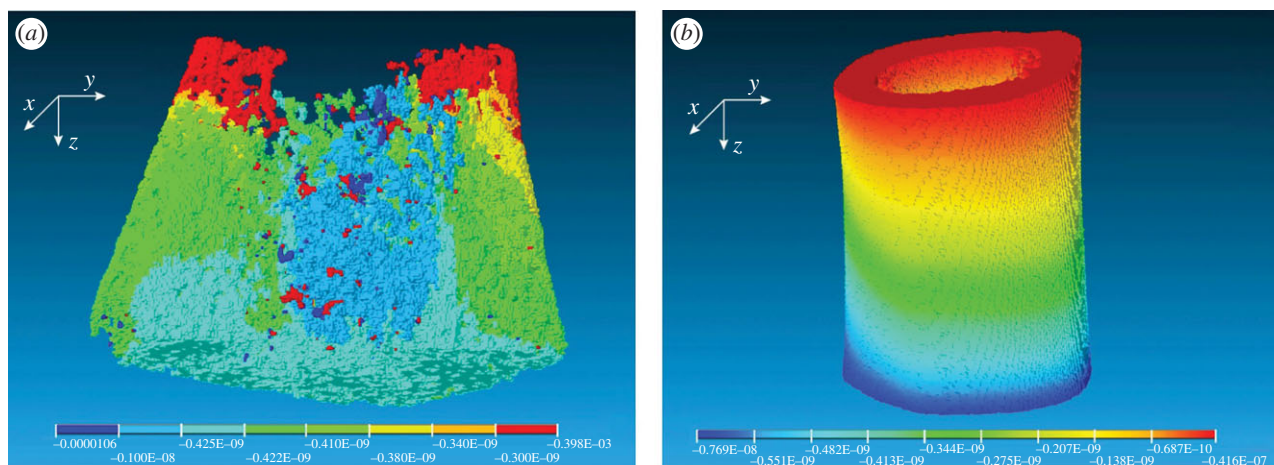 (a)
x
y
z
−0.0000106 −0.425E−09 −0.410E−09 −0.340E−09 −0.398E−03
−0.100E−08 −0.422E−09 −0.380E−09 −0.300E−09
(b)
x
y
z
−0.769E−08 −0.482E−09 −0.344E−09 −0.207E−09 −0.687E−10
−0.551E−09 −0.413E−09 −0.275E−09 −0.138E−09 −0.416E−07